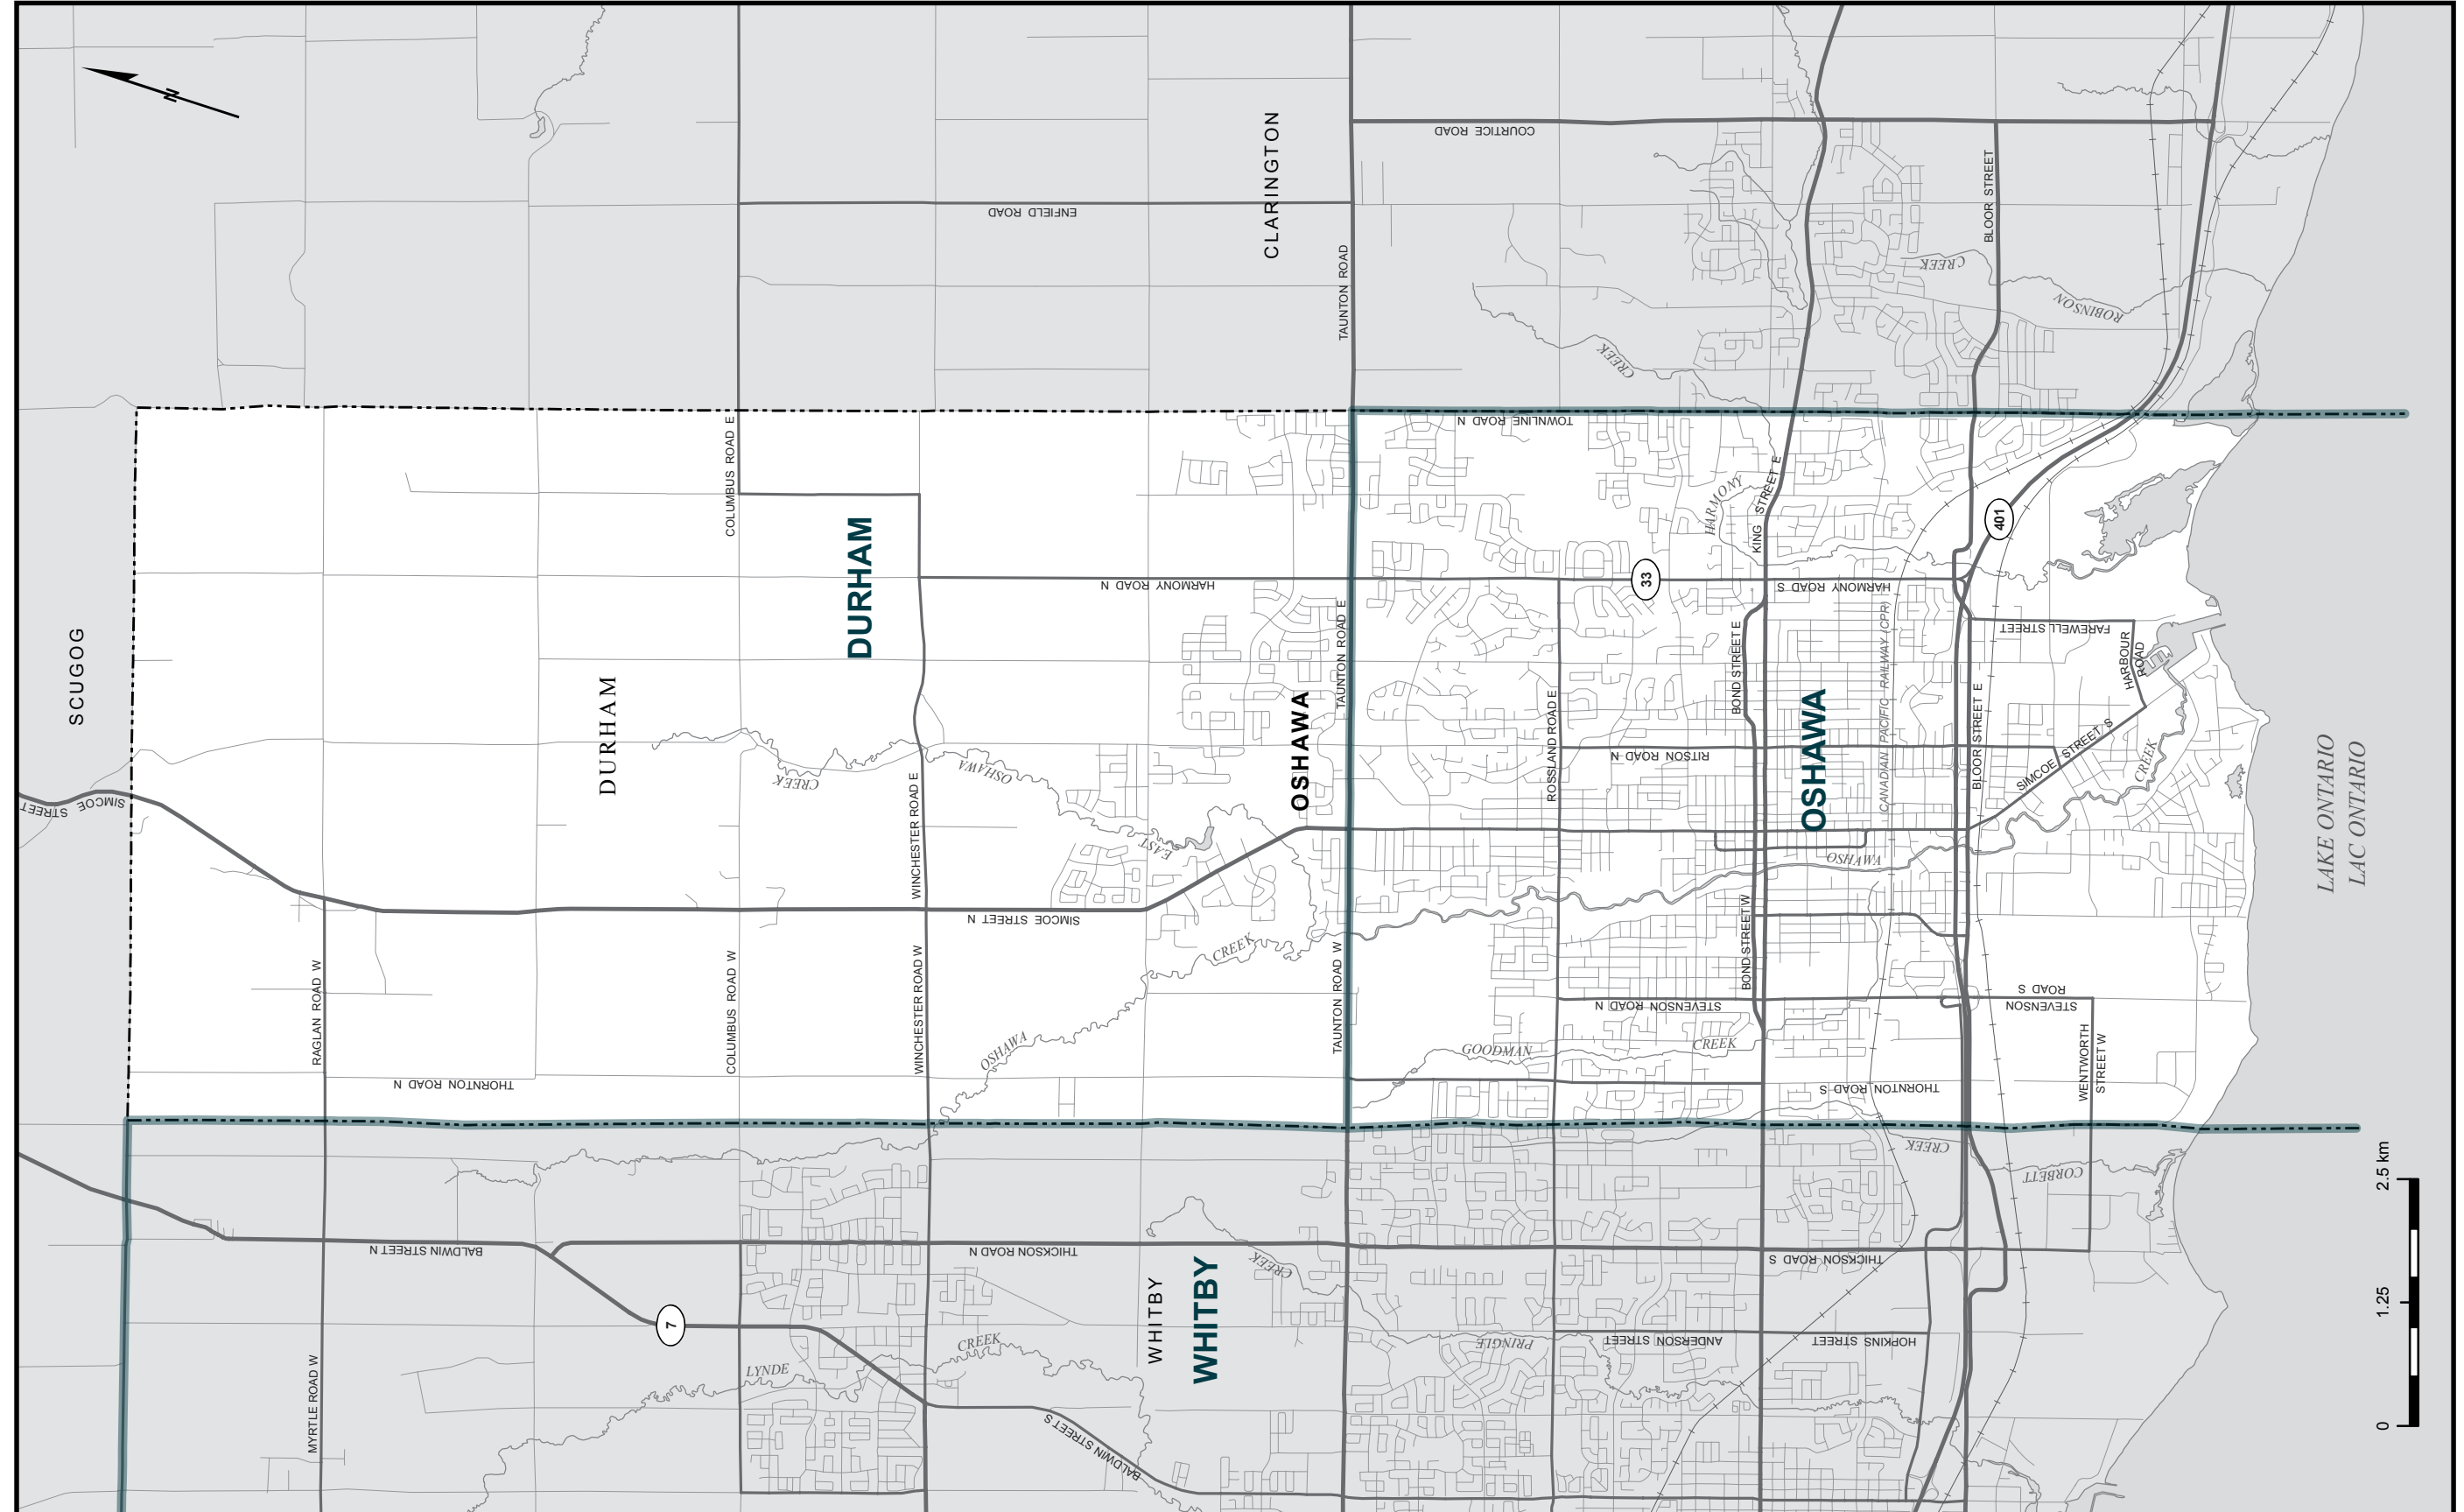 N
SCUGOG
CLARINGTON
COURTICE ROAD
BLOOR STREET
ENFIELD ROAD
TAUNTON ROAD
CREEK
ROBINSON
CREEK
TOWNLINE ROAD N
COLUMBUS ROAD E
DURHAM
HARMONY
KING STREET E
401
HARMONY ROAD N
33
HARMONY ROAD S
FAREWELL STREET
HARBOUR
ROAD
TAUNTON ROAD E
BOND STREET E
CANADIAN PACIFIC RAILWAY (CPR)
DURHAM
OSHAWA
OSHAWA
ROSSLAND ROAD E
RITSON ROAD N
BLOOR STREET E
SIMCOE STREET S
CREEK
LAKE ONTARIO
LAC ONTARIO
SIMCOE STREET
CREEK
OSHAWA
EAST
WINCHESTER ROAD E
OSHAWA
SIMCOE STREET N
CREEK
BOND STREET W
RAGLAN ROAD W
COLUMBUS ROAD W
WINCHESTER ROAD W
TAUNTON ROAD W
STEVENSON ROAD N
STEVENSON
ROAD S
OSHAWA
GOODMAN
CREEK
THORNTON ROAD N
THORNTON ROAD S
WENTWORTH
STREET W
CREEK
CORBETT
BALDWIN STREET N
THICKSON ROAD N
CREEK
THICKSON ROAD S
7
WHITBY
WHITBY
LYNDE
CREEK
PRINGLE
ANDERSON STREET
HOPKINS STREET
MYRTLE ROAD W
BALDWIN STREET S
0
1.25
2.5 km